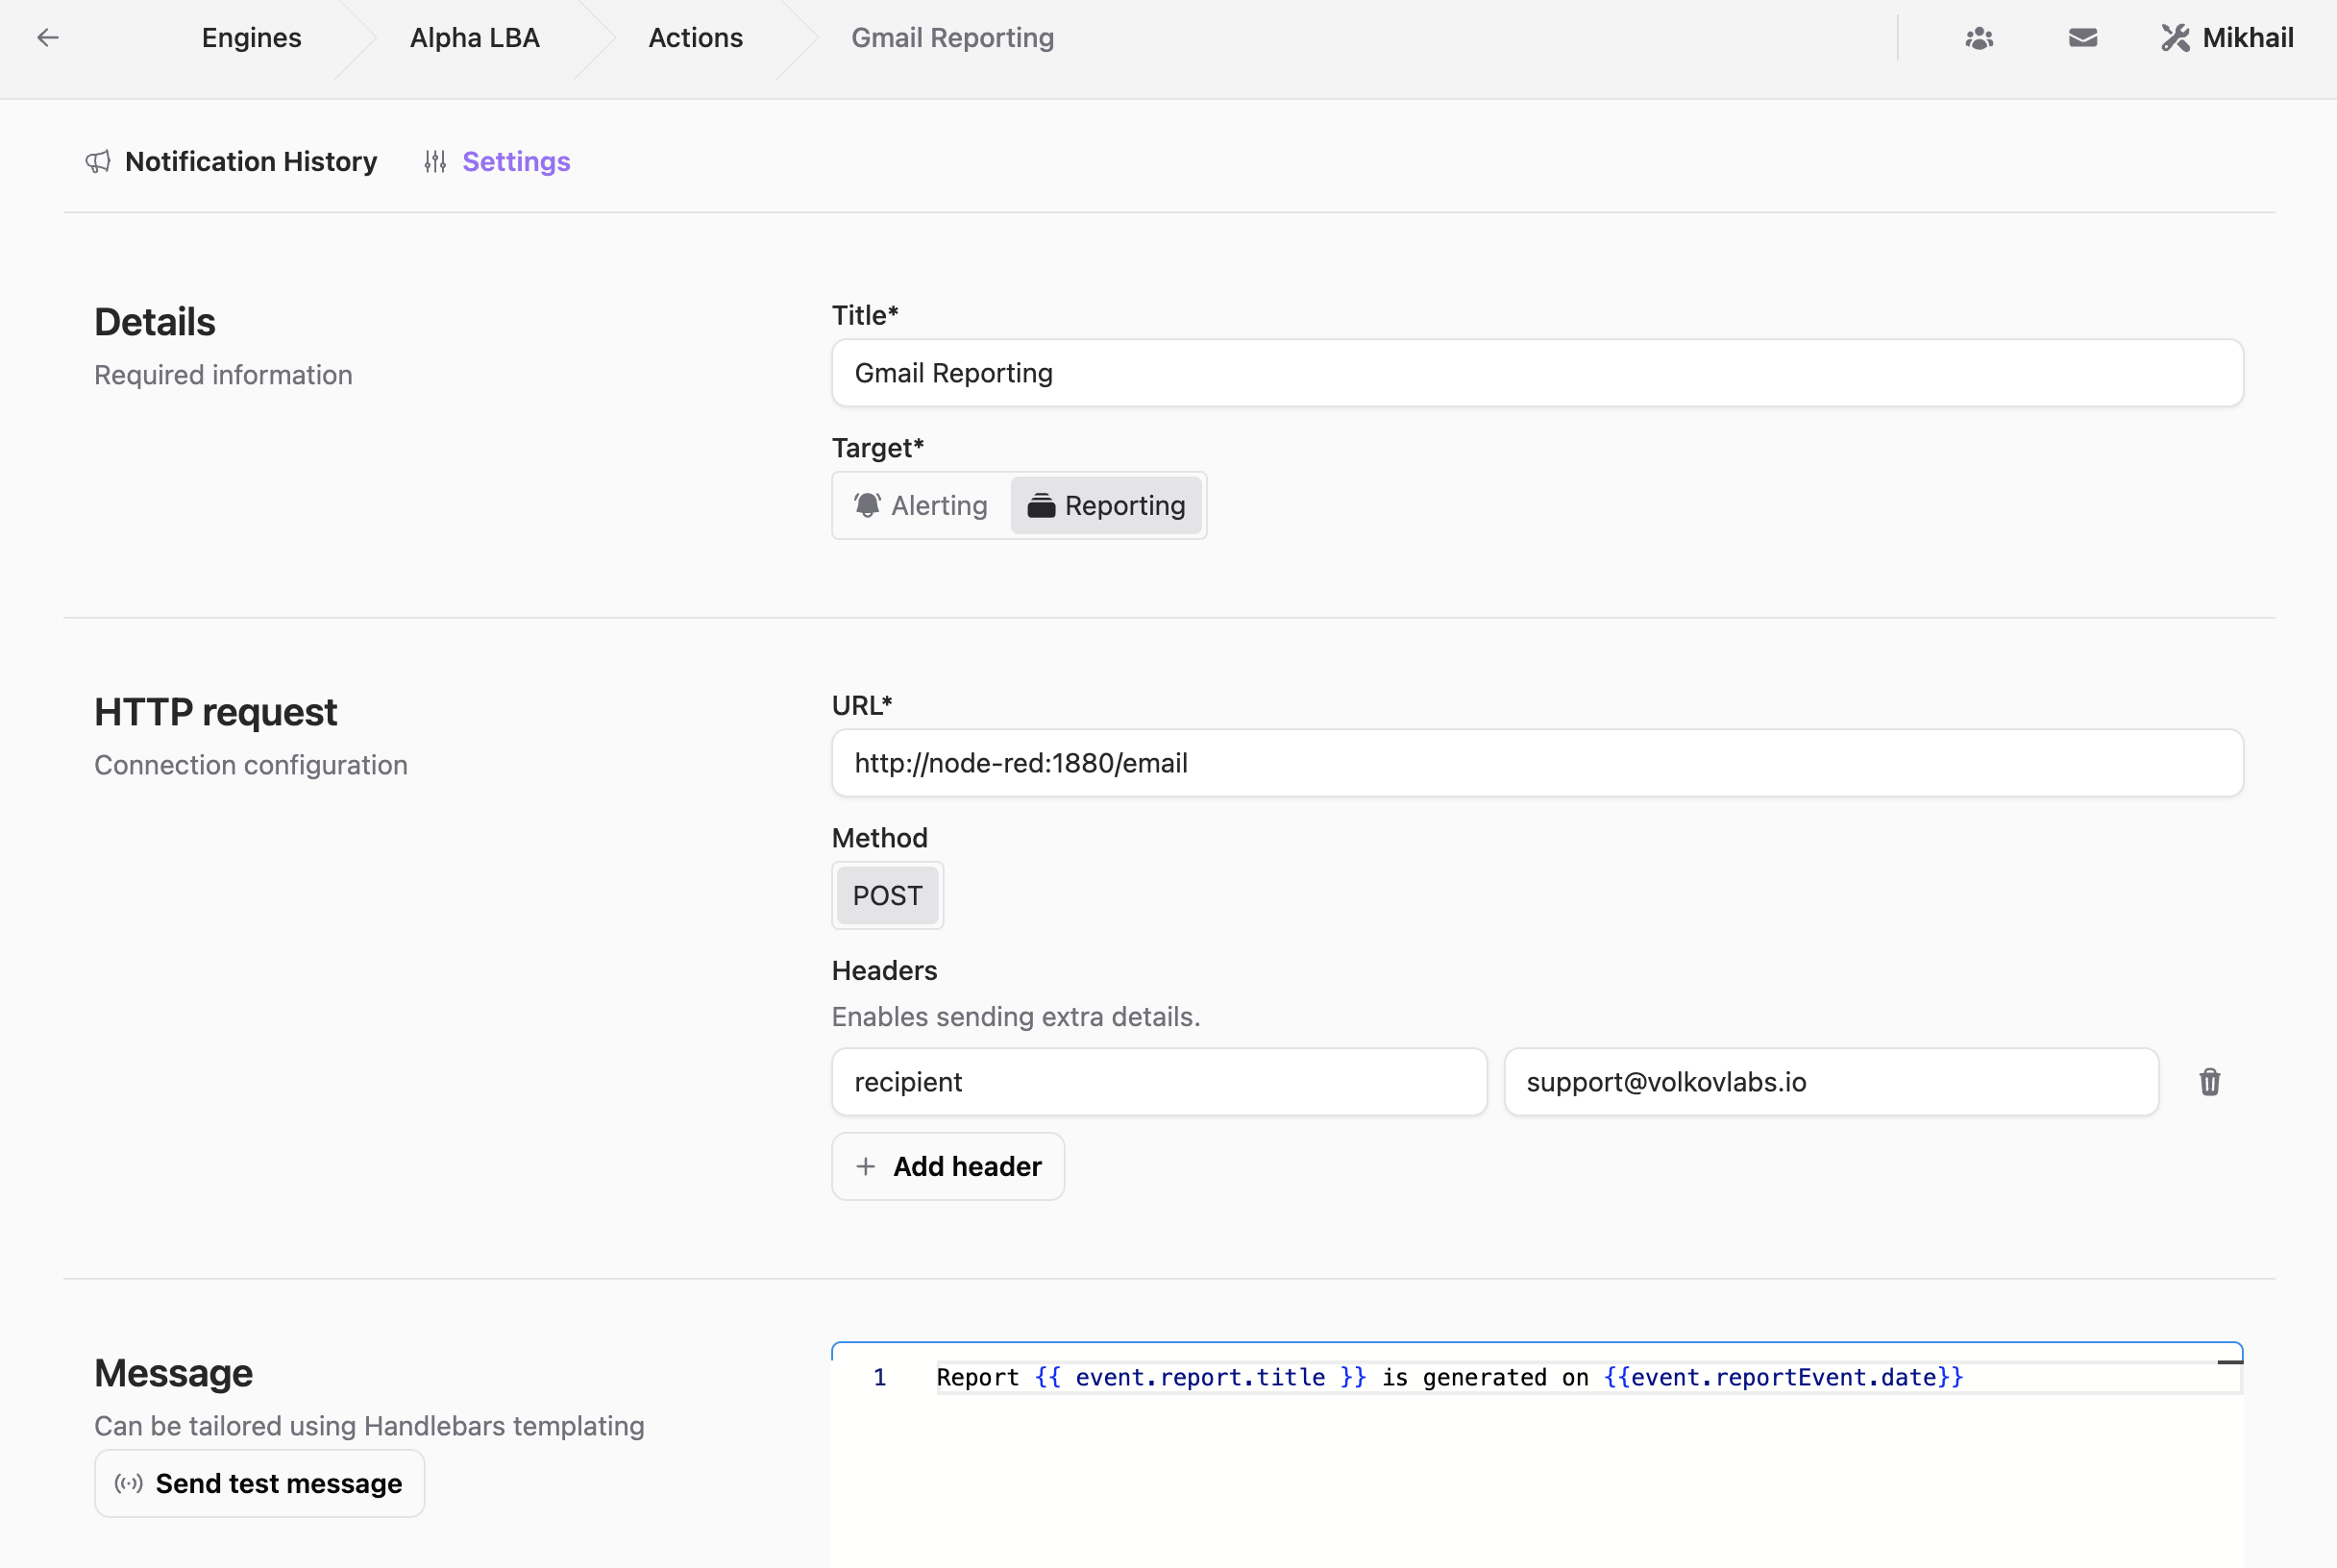 Engines
Alpha LBA
Actions
Gmail Reporting
Mikhail
Notification History
Settings
Details
Required information
Title*
Gmail Reporting
Target*
Alerting
Reporting
HTTP request
Connection configuration
URL*
http://node-red:1880/email
Method
POST
Headers
Enables sending extra details.
recipient
support@volkovlabs.io
Add header
Message
Can be tailored using Handlebars templating
Send test message
1 Report {{ event.report.title }} is generated on {{event.reportEvent.date}}